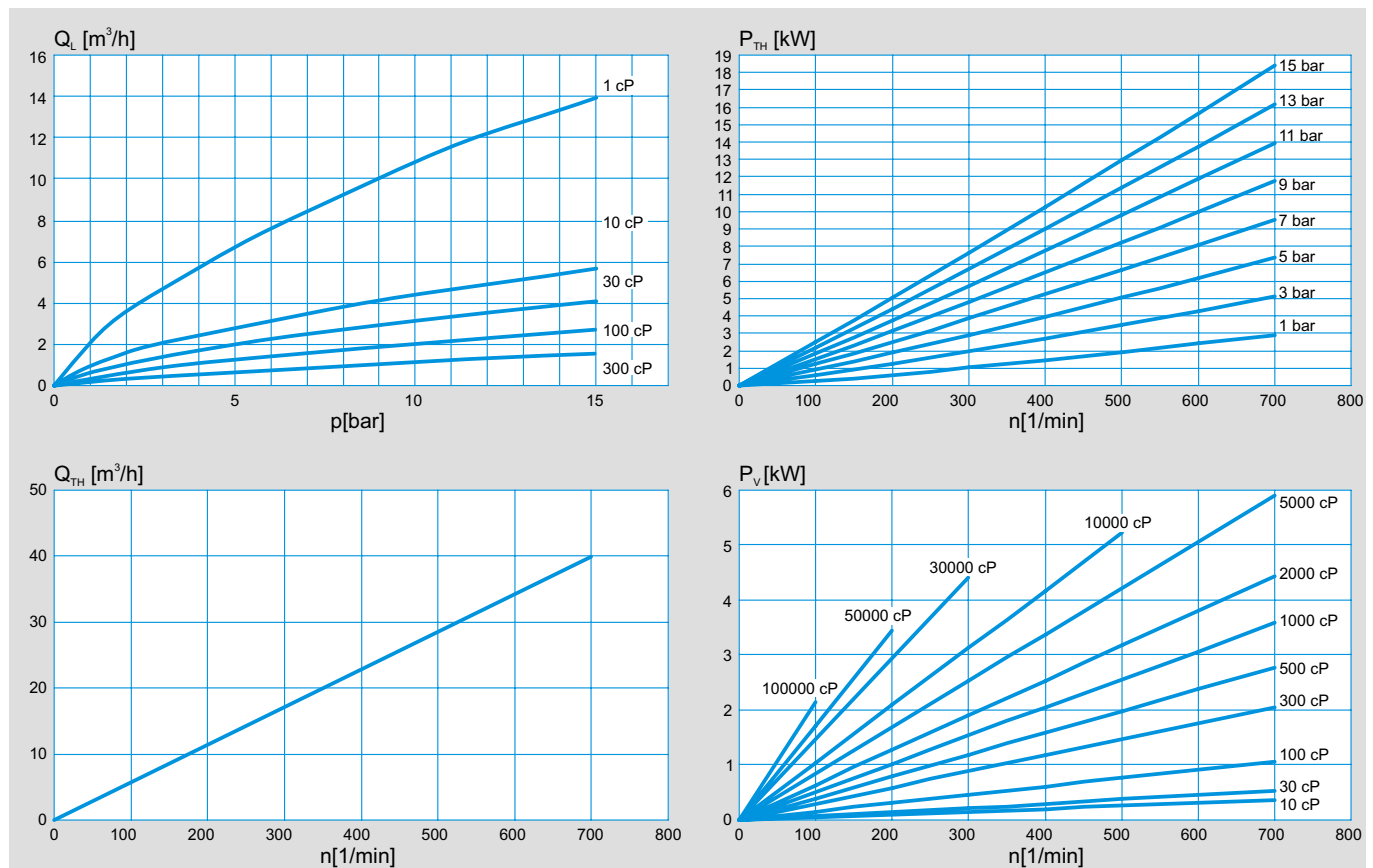 Q_L [m³/h]
16
14
12
10
8
6
4
2
0
1 cP
10 cP
30 cP
100 cP
300 cP
0 5 10 15
p[bar]
P_TH [kW]
19
18
17
16
15
14
13
12
11
10
9
8
7
6
5
4
3
2
1
0
15 bar
13 bar
11 bar
9 bar
7 bar
5 bar
3 bar
1 bar
0 100 200 300 400 500 600 700 800
n[1/min]
Q_TH [m³/h]
50
40
30
20
10
0
0 100 200 300 400 500 600 700 800
n[1/min]
P_V [kW]
6
5
4
3
2
1
0
100000 cP
50000 cP
30000 cP
10000 cP
5000 cP
2000 cP
1000 cP
500 cP
300 cP
100 cP
30 cP
10 cP
0 100 200 300 400 500 600 700 800
n[1/min]